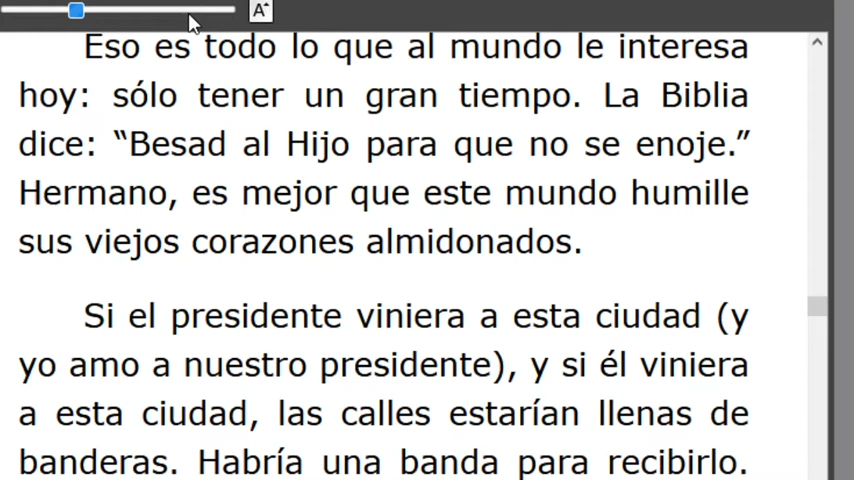 A
Eso es todo lo que al mundo le interesa
hoy: sólo tener un gran tiempo. La Biblia
dice: “Besad al Hijo para que no se enoje.”
Hermano, es mejor que este mundo humille
sus viejos corazones almidonados.
Si el presidente viniera a esta ciudad (y
yo amo a nuestro presidente), y si él viniera
a esta ciudad, las calles estarían llenas de
banderas. Habría una banda para recibirlo.